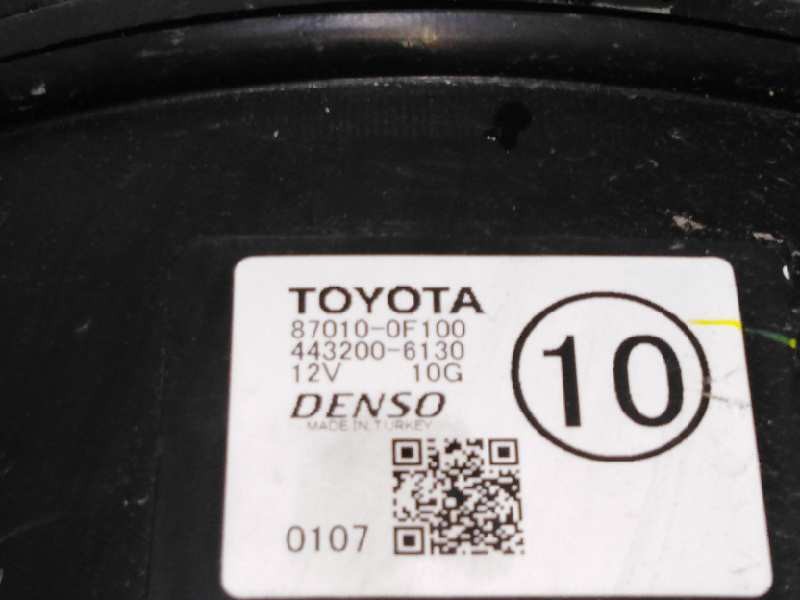 TOYOTA
87010-0F100
443200-6130
12V 10G
DENSO
MADE IN TURKEY
0107
10